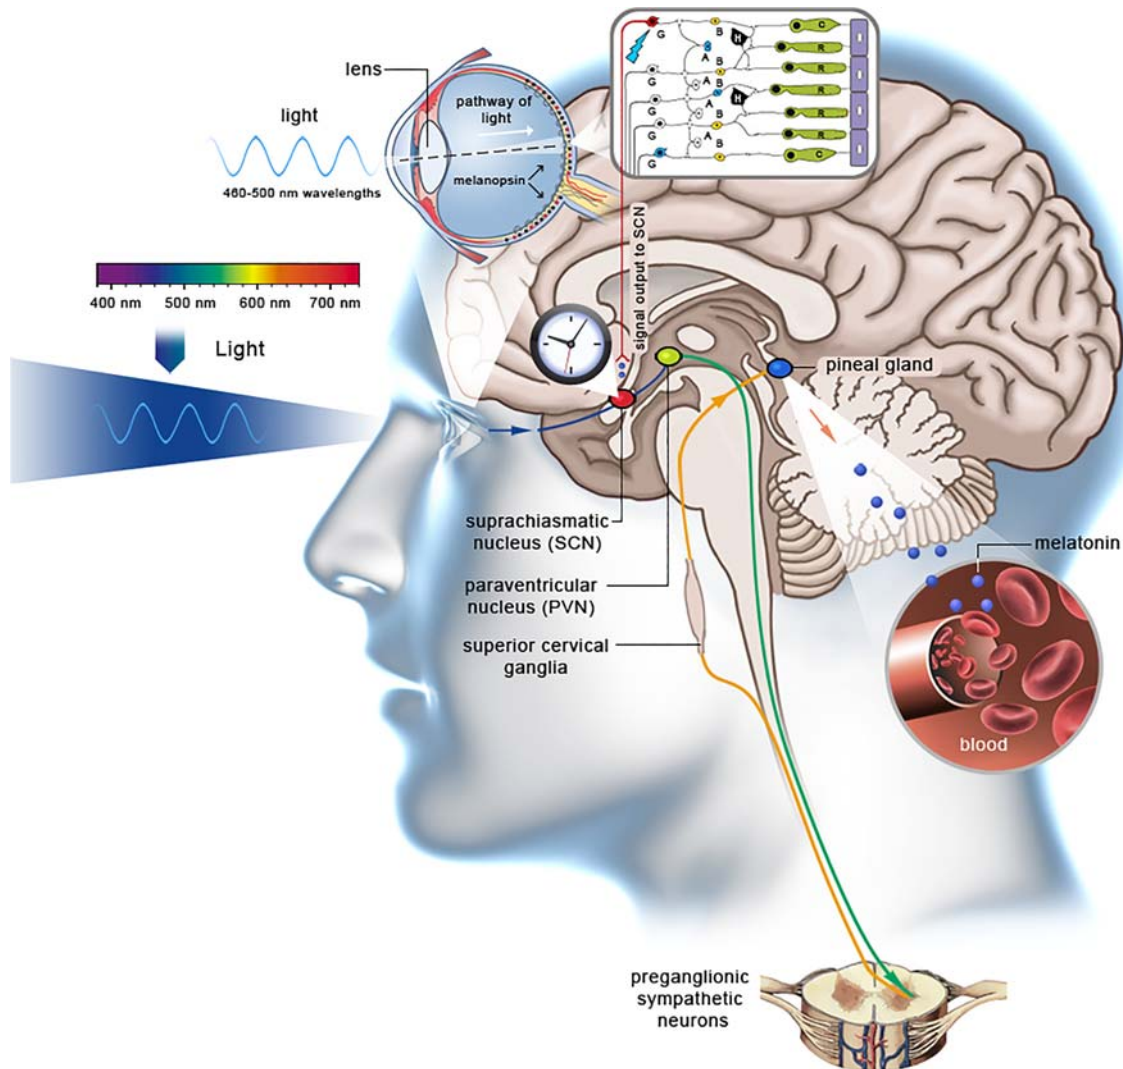 lens
pathway of
light
light
460-500 nm wavelengths
melanopsin
G
B
H
C
A
B
R
G
R
A
G
A
B
H
R
A
G
B
R
R
G
B
C
signal output to SCN
400 nm 500 nm 600 nm 700 nm
Light
pineal gland
suprachiasmatic
nucleus (SCN)
paraventricular
nucleus (PVN)
superior cervical
ganglia
melatonin
blood
preganglionic
sympathetic
neurons